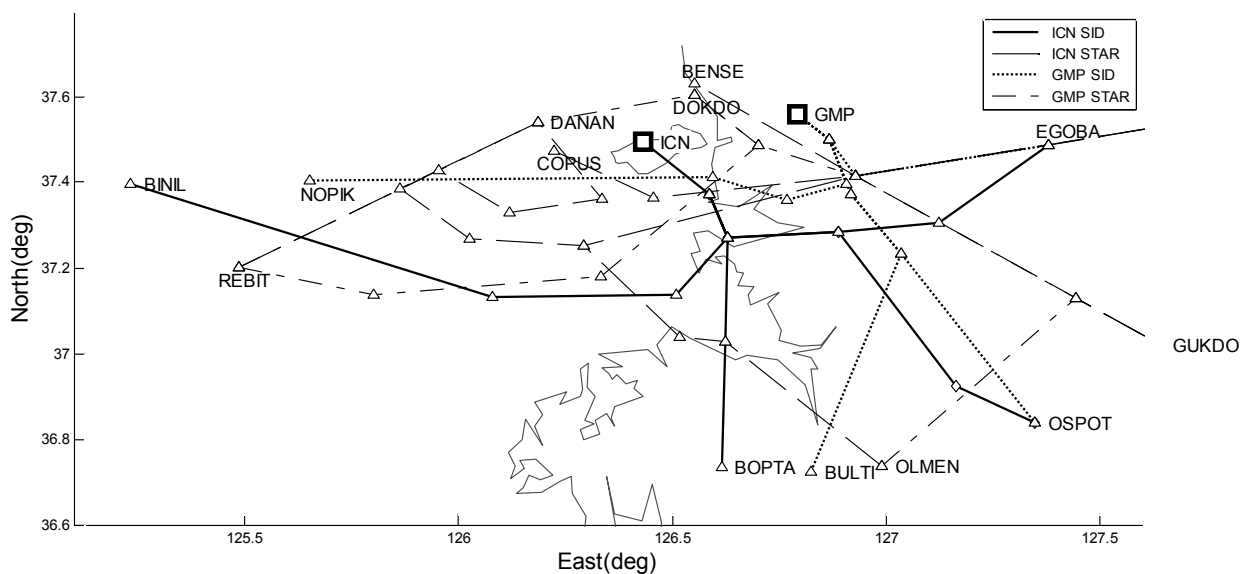 ICN SID
ICN STAR
GMP SID
GMP STAR
BENSE
DOKDO
GMP
EGOBA
DANAN
ICN
CORUS
BINIL
NOPIK
REBIT
GUKDO
OSPOT
BOPTA
BULTI
OLMEN
37.6
37.4
37.2
37
36.8
36.6
North(deg)
125.5
126
126.5
127
127.5
East(deg)